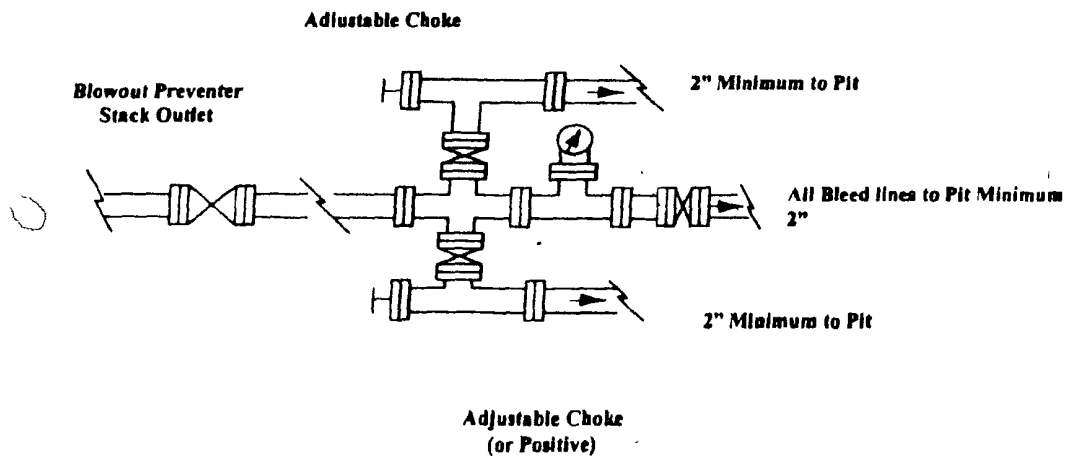 Adjustable Choke
Blowout Preventer
Stack Outlet
2" Minimum to Pit
All Bleed lines to Pit Minimum
2"
2" Minimum to Pit
Adjustable Choke
(or Positive)